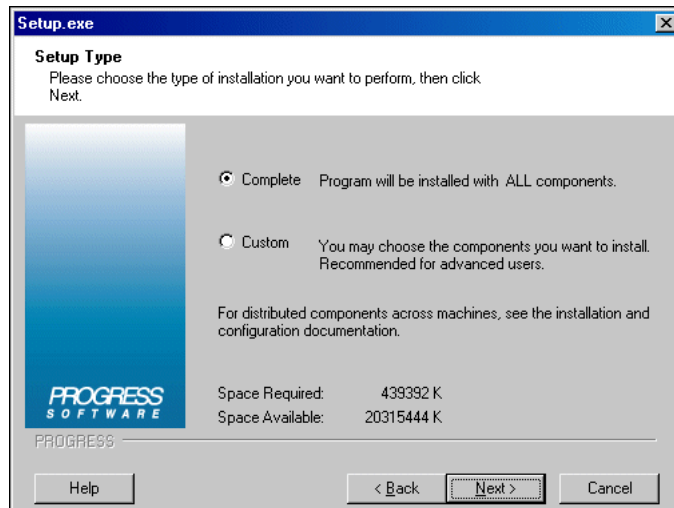 Setup.exe
Setup Type
Please choose the type of installation you want to perform, then click
Next.
Complete Program will be installed with ALL components.
Custom You may choose the components you want to install.
Recommended for advanced users.
For distributed components across machines, see the installation and
configuration documentation.
PROGRESS
SOFTWARE
Space Required: 439392 K
Space Available: 20315444 K
PROGRESS
Help < Back Next > Cancel